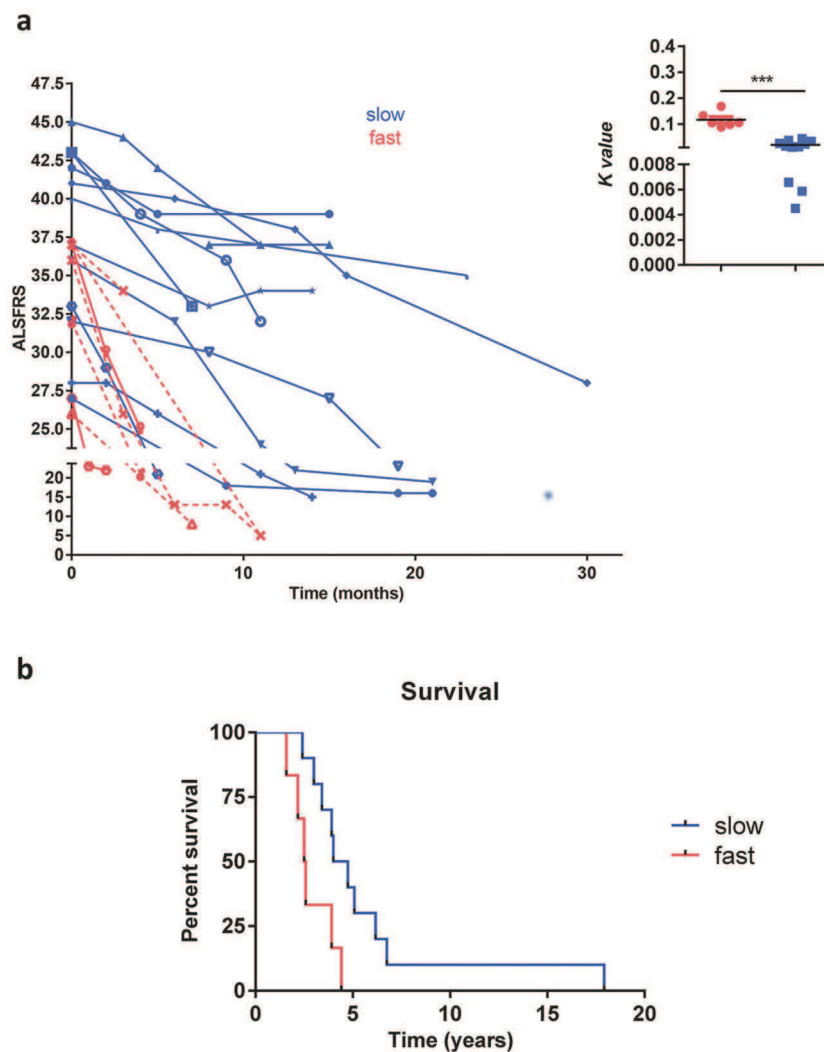 a
47.5
45.0
42.5
40.0
37.5
35.0
32.5
30.0
27.5
25.0
20
15
10
5
0
ALSFRS
slow
fast
0 10 20 30
Time (months)
0.4
0.3
0.2
0.1
0.008
0.006
0.004
0.002
0.000
K value
***
b
Survival
100
75
50
25
0
Percent survival
0 5 10 15 20
Time (years)
slow
fast